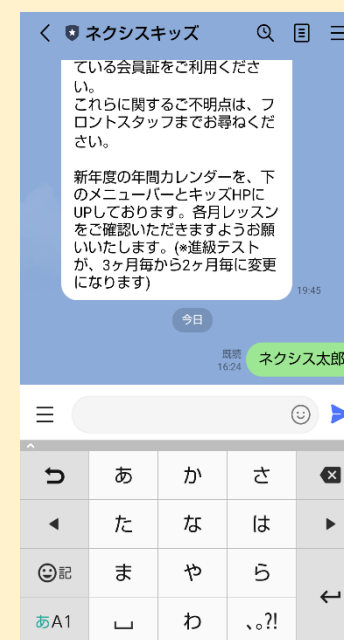 ネクシスキッズ
ている会員証をご利用くださ
い。
これらに関するご不明点は、フ
ロントスタッフまでお尋ねくだ
さい。
新年度の年間カレンダーを、下
のメニューバーとキッズHPに
UPしております。各月レッスン
をご確認いただきますようお願
いいたします。(※進級テスト
が、3ヶ月毎から2ヶ月毎に変更
になります)
19:45
今日
既読
16:24
ネクシス太郎
あ
か
さ
た
な
は
記
ま
や
ら
あA1
わ
、。?!